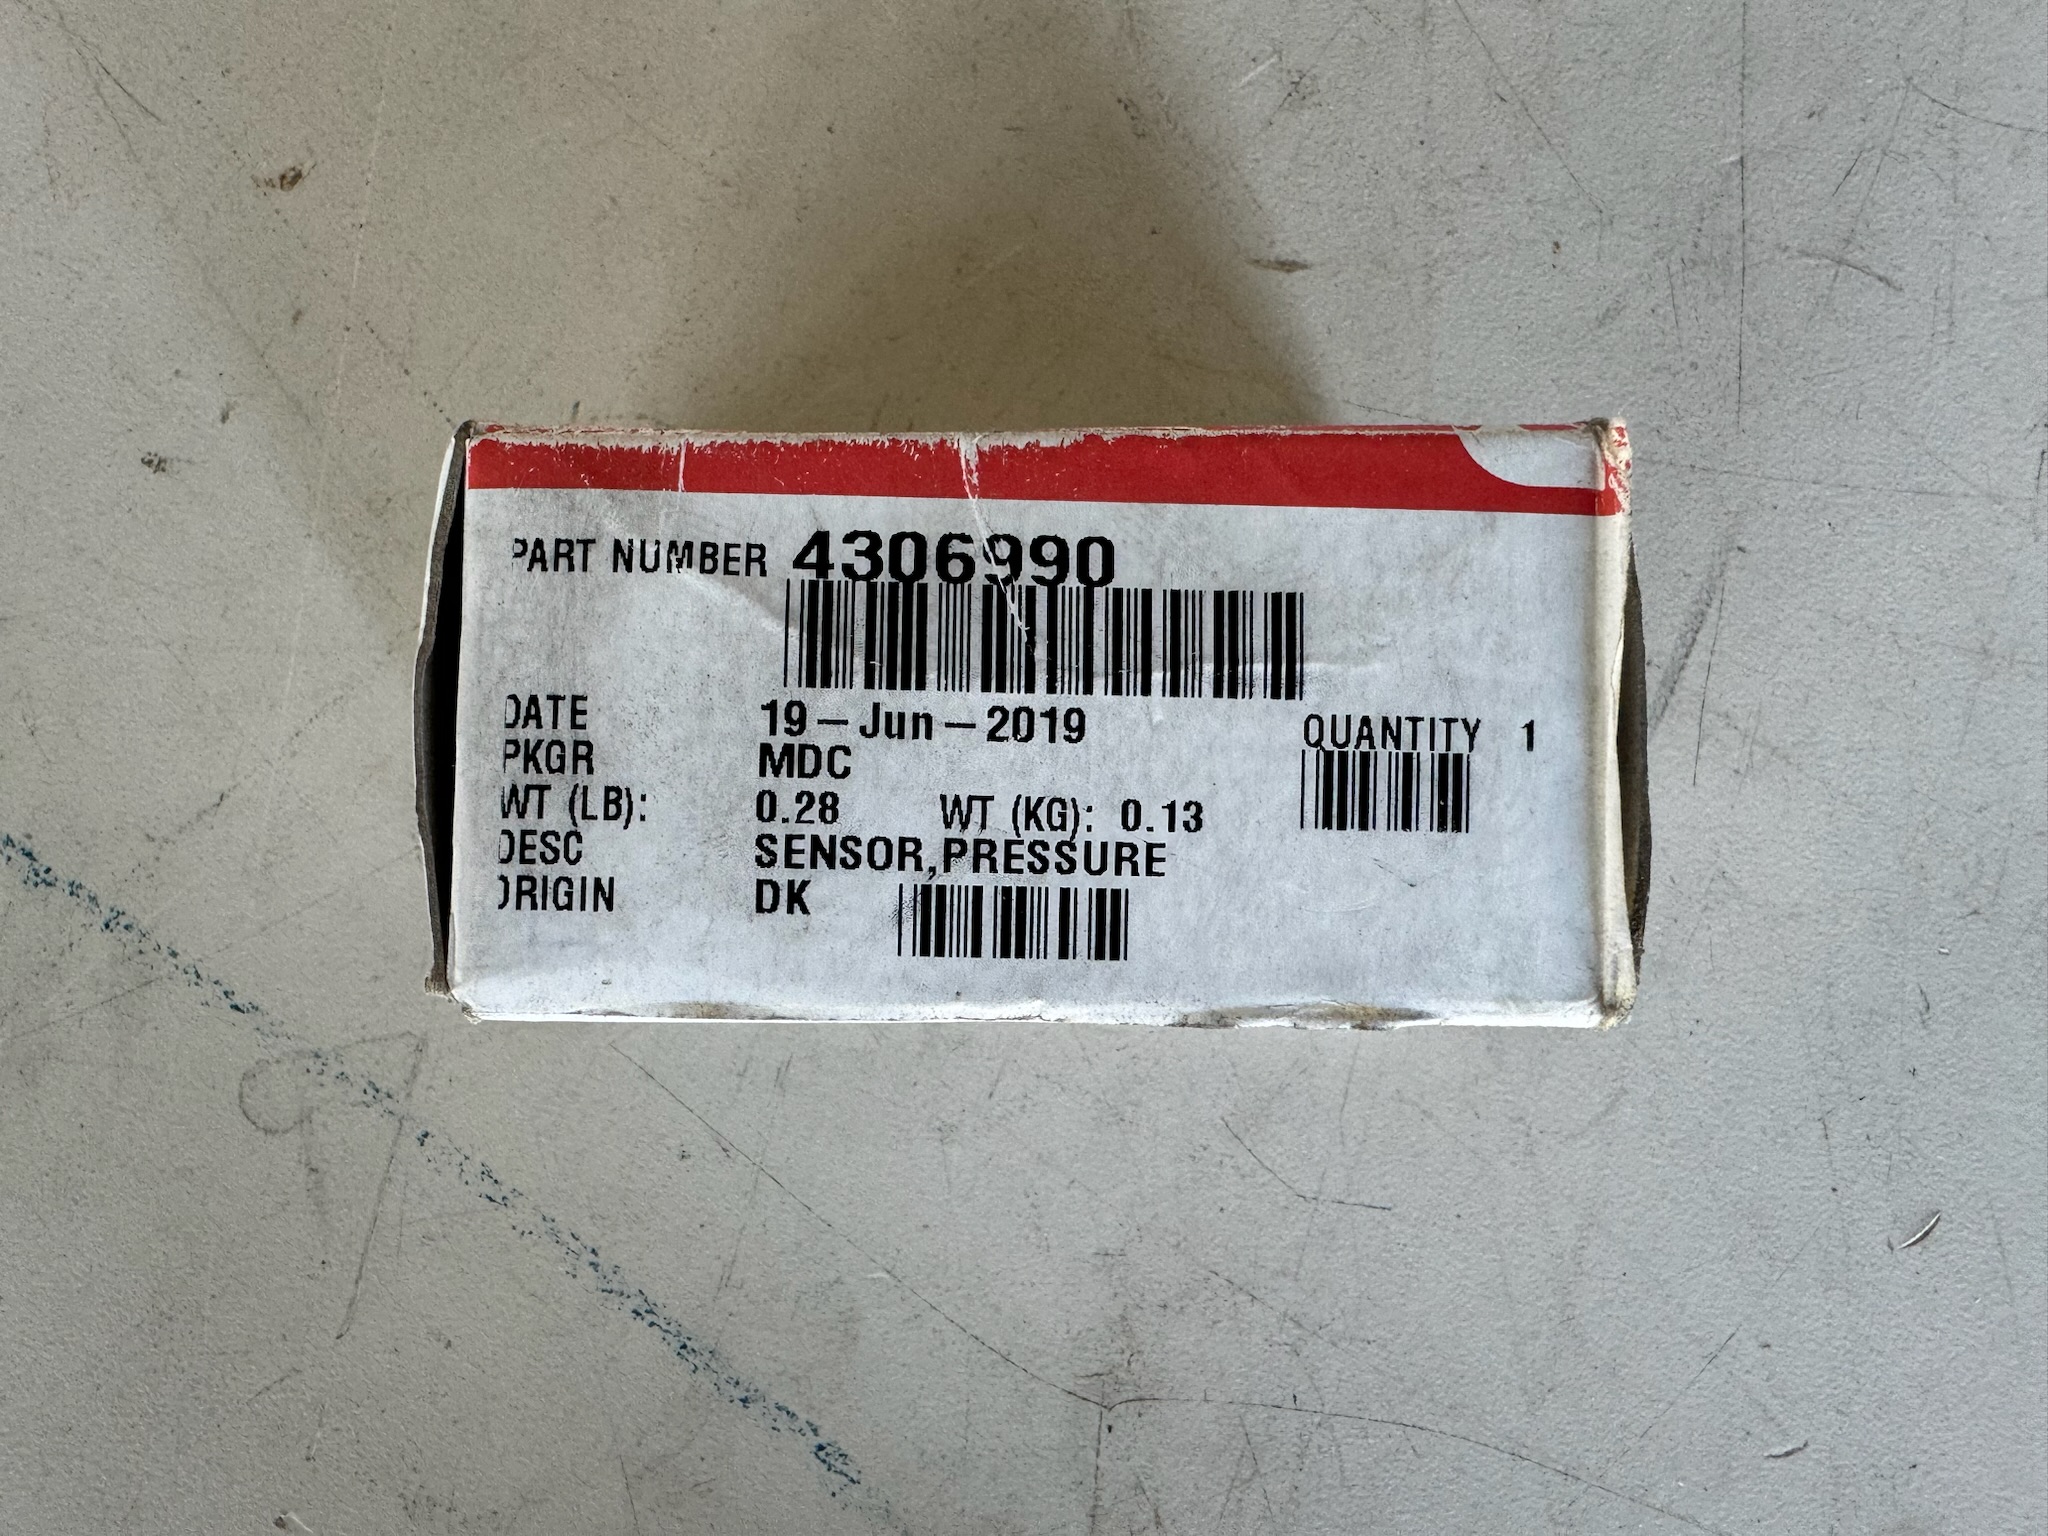 PART NUMBER 4306990
DATE 19-Jun-2019 QUANTITY 1
PKGR MDC
WT (LB): 0.28 WT (KG): 0.13
DESC SENSOR,PRESSURE
ORIGIN DK